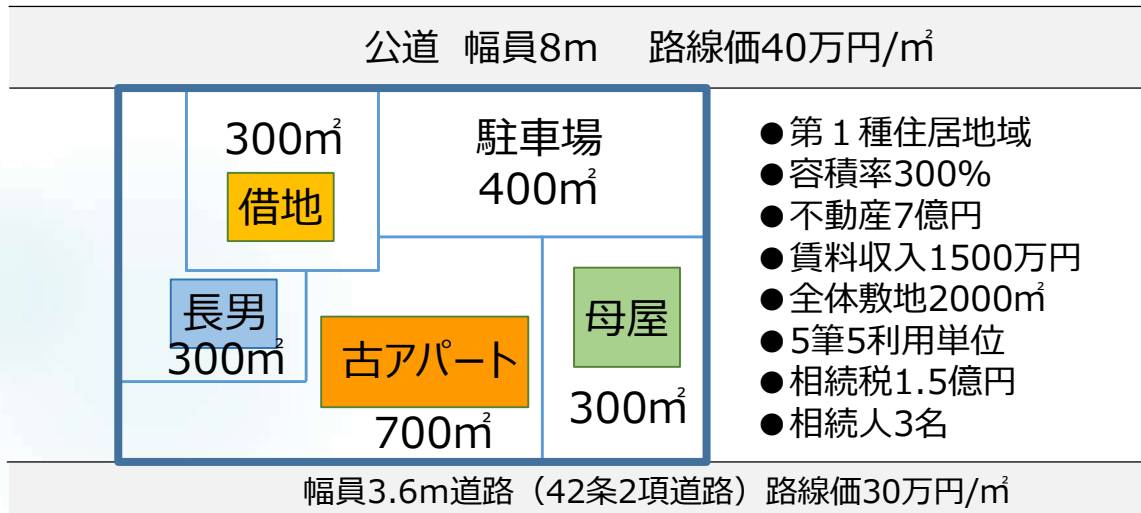 公道 幅員8m 路線価40万円/㎡
300㎡
借地
駐車場
400㎡
長男
300㎡
古アパート
700㎡
母屋
300㎡
●第１種住居地域
●容積率300%
●不動産7億円
●賃料収入1500万円
●全体敷地2000㎡
●5筆5利用単位
●相続税1.5億円
●相続人3名
幅員3.6m道路（42条2項道路）路線価30万円/㎡